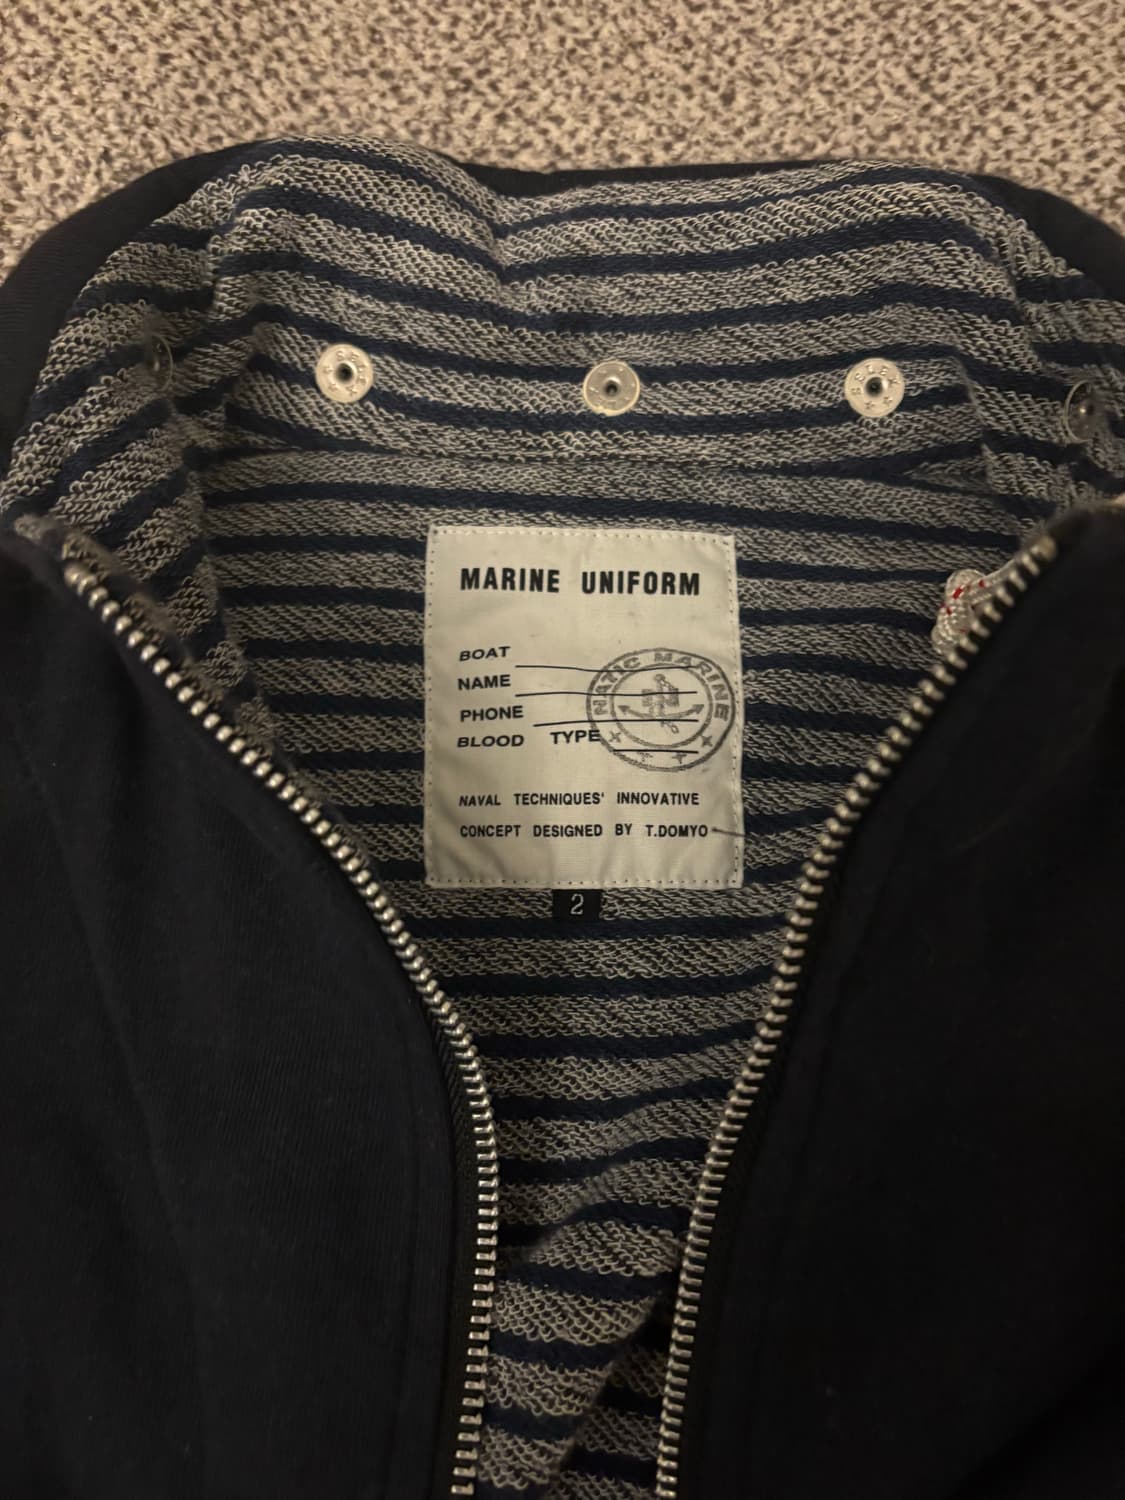 MARINE UNIFORM
BOAT
NAME
PHONE
BLOOD TYPE
NATIC MARINE
NAVAL TECHNIQUES' INNOVATIVE
CONCEPT DESIGNED BY T.DOMYO
2